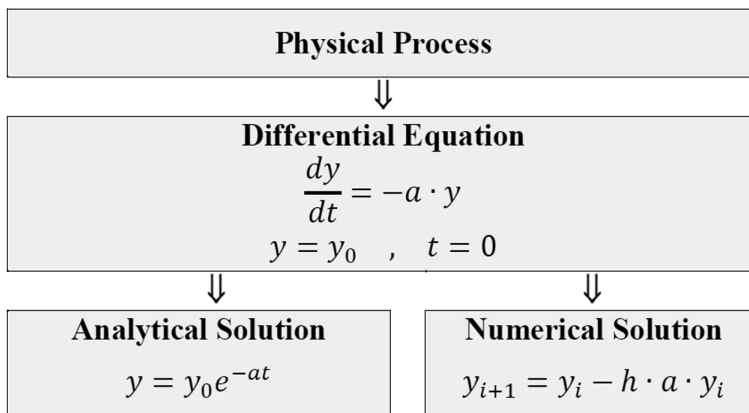 Physical Process
⇓
Differential Equation
dy/dt = −a · y
y = y₀ , t = 0
⇓ ⇓
Analytical Solution
y = y₀e⁻ᵃᵗ
Numerical Solution
yᵢ₊₁ = yᵢ − h · a · yᵢ